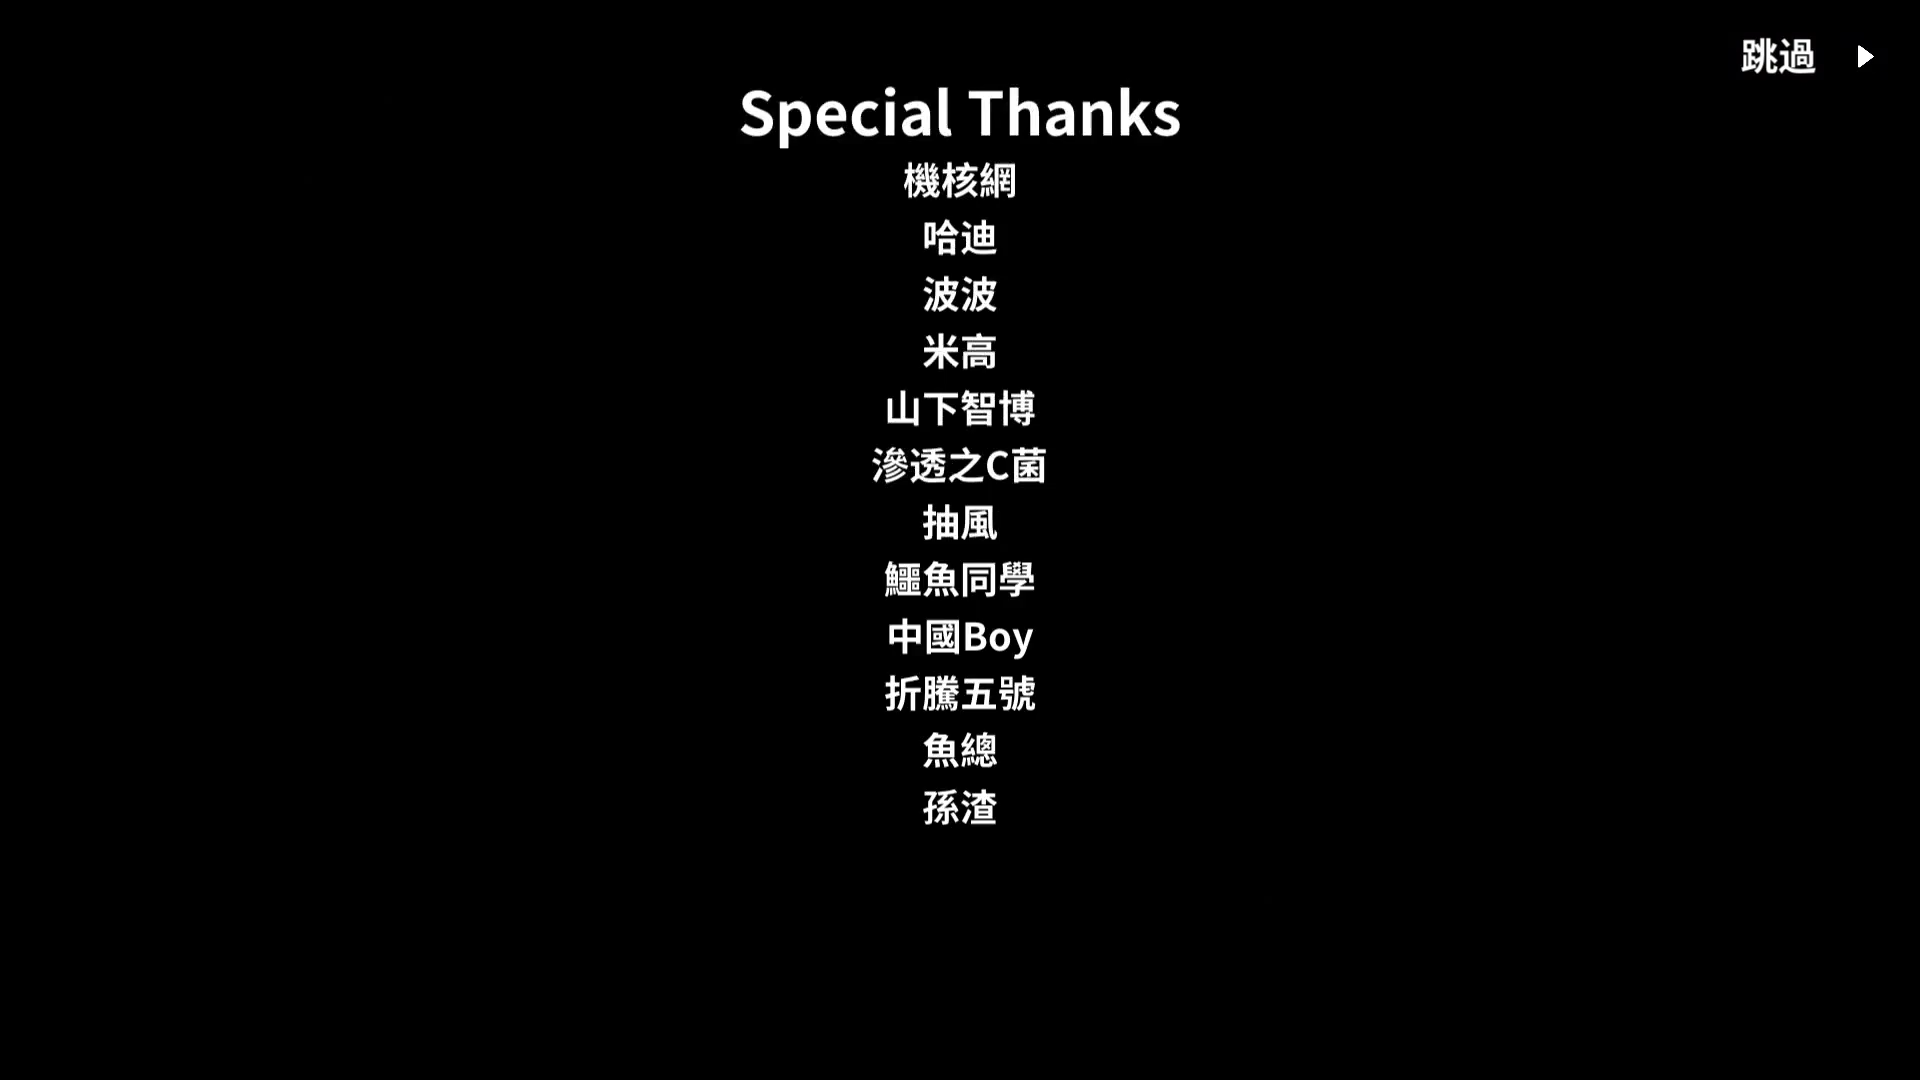 跳過
Special Thanks
機核網
哈迪
波波
米高
山下智博
滲透之C菌
抽風
鱷魚同學
中國Boy
折騰五號
魚總
孫渣